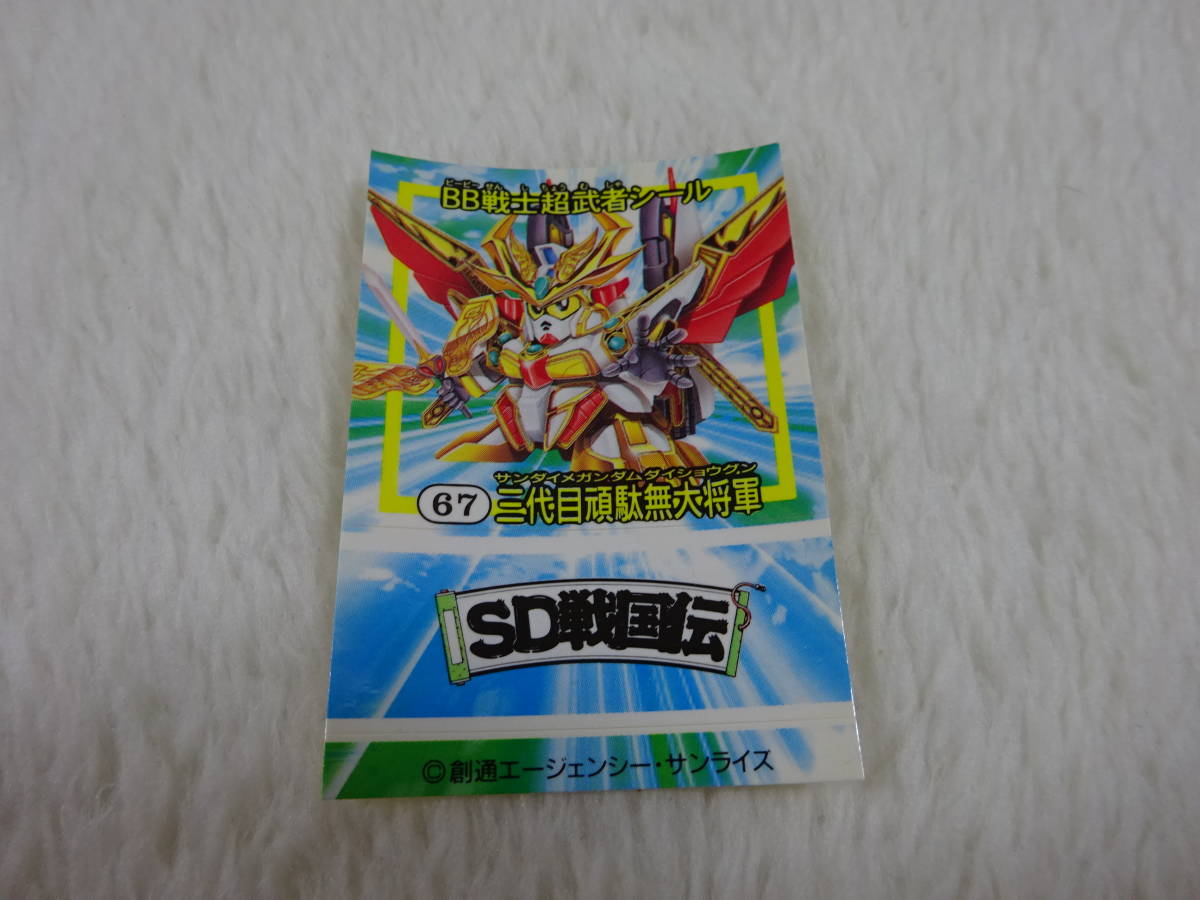 ビービー せん し ちょう む しゃ
BB戦士超武者シール
サンダイメガンダムダイショウグン
67 三代目頑駄無大将軍
SD戦国伝
©創通エージェンシー・サンライズ